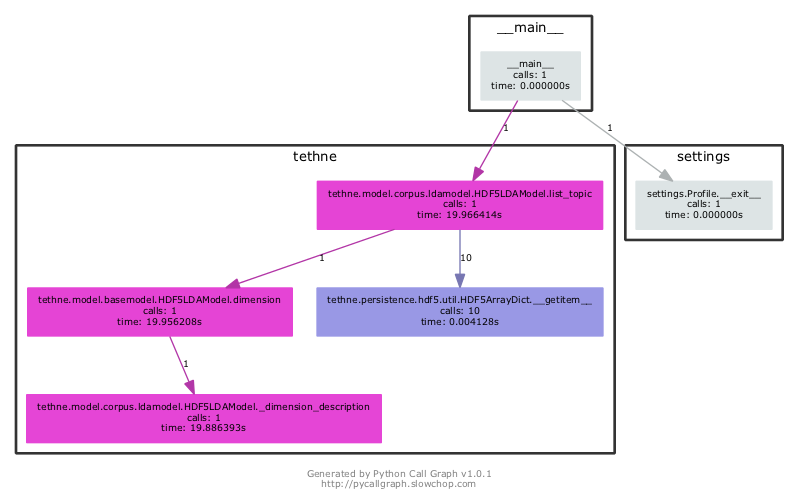 __main__
__main__
calls: 1
time: 0.000000s
1
1
tethne
settings
tethne.model.corpus.ldamodel.HDF5LDAModel.list_topic
calls: 1
time: 19.966414s
settings.Profile.__exit__
calls: 1
time: 0.000000s
1
10
tethne.model.basemodel.HDF5LDAModel.dimension
calls: 1
time: 19.956208s
tethne.persistence.hdf5.util.HDF5ArrayDict.__getitem__
calls: 10
time: 0.004128s
1
tethne.model.corpus.ldamodel.HDF5LDAModel._dimension_description
calls: 1
time: 19.886393s
Generated by Python Call Graph v1.0.1
http://pycallgraph.slowchop.com